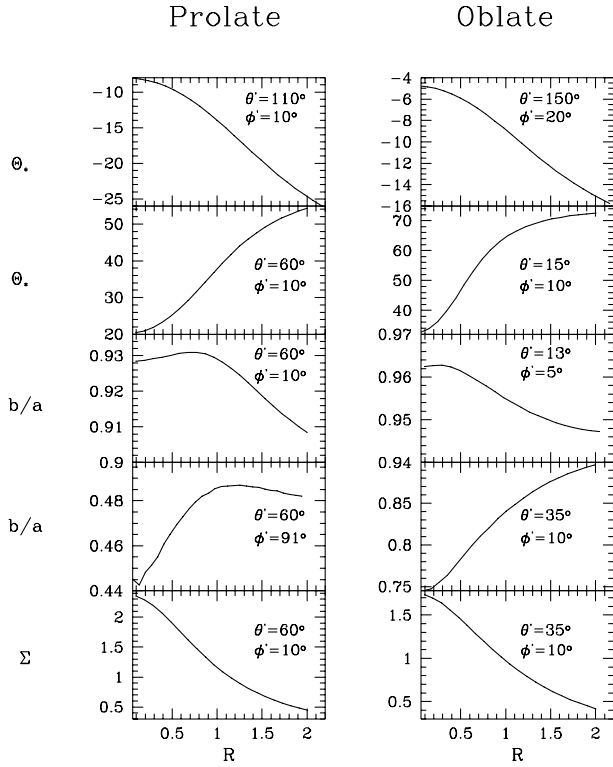 Prolate Oblate
−10
−15
−20
−25
Θ*
θ'=110°
φ'=10°
−4
−6
−8
−10
−12
−14
−16
θ'=150°
φ'=20°
50
40
30
20
Θ*
θ'=60°
φ'=10°
70
60
50
40
θ'=15°
φ'=10°
0.93
0.92
0.91
0.9
b/a
θ'=60°
φ'=10°
0.97
0.96
0.95
0.94
θ'=13°
φ'=5°
0.48
0.46
0.44
b/a
θ'=60°
φ'=91°
0.85
0.8
0.75
θ'=35°
φ'=10°
2
1.5
1
0.5
Σ
θ'=60°
φ'=10°
1.5
1
0.5
θ'=35°
φ'=10°
0.5 1 1.5 2
R
0.5 1 1.5 2
R